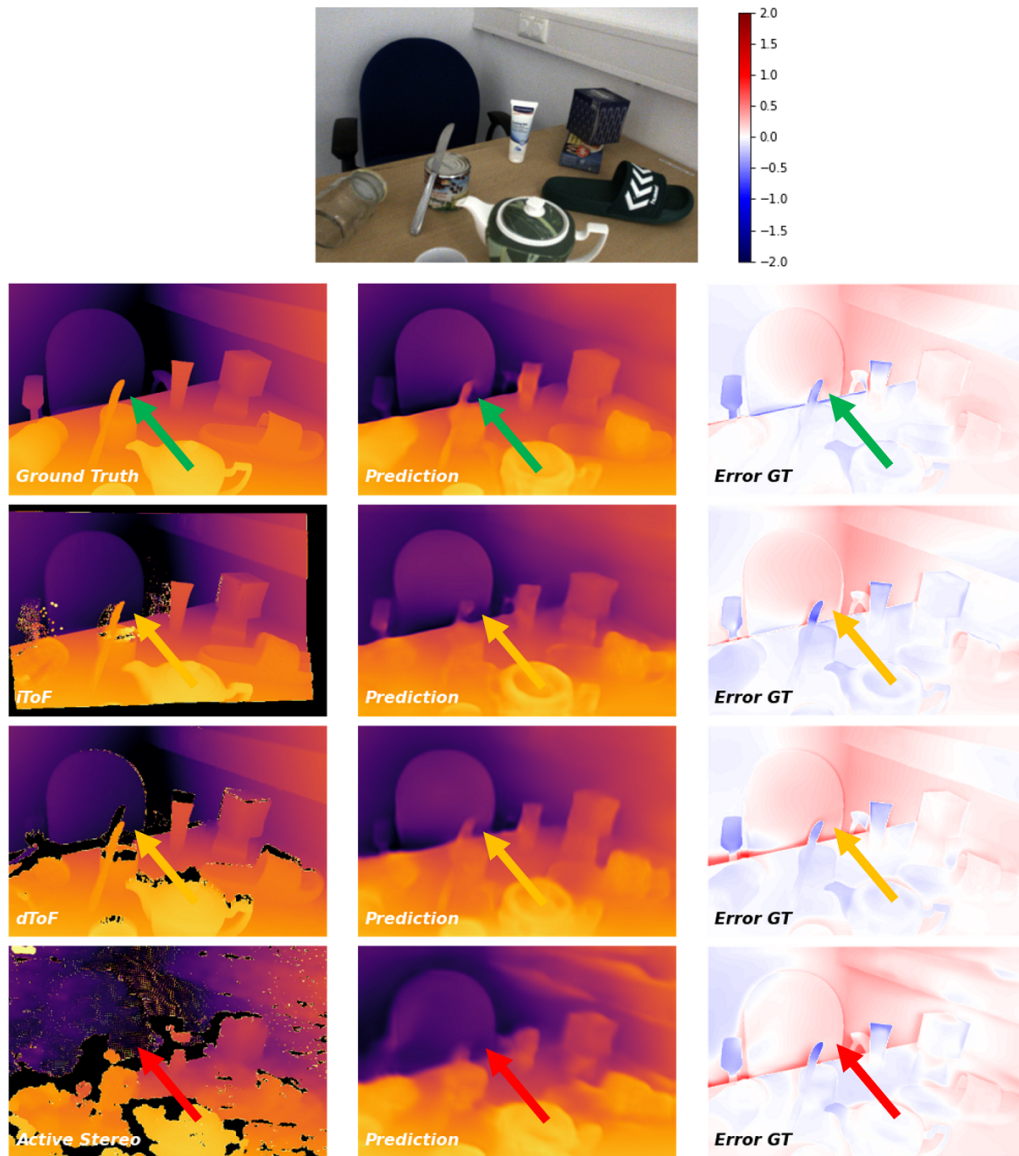 2.0
1.5
1.0
0.5
0.0
−0.5
−1.0
−1.5
−2.0
Ground Truth
Prediction
Error GT
iToF
Prediction
Error GT
dToF
Prediction
Error GT
Active Stereo
Prediction
Error GT